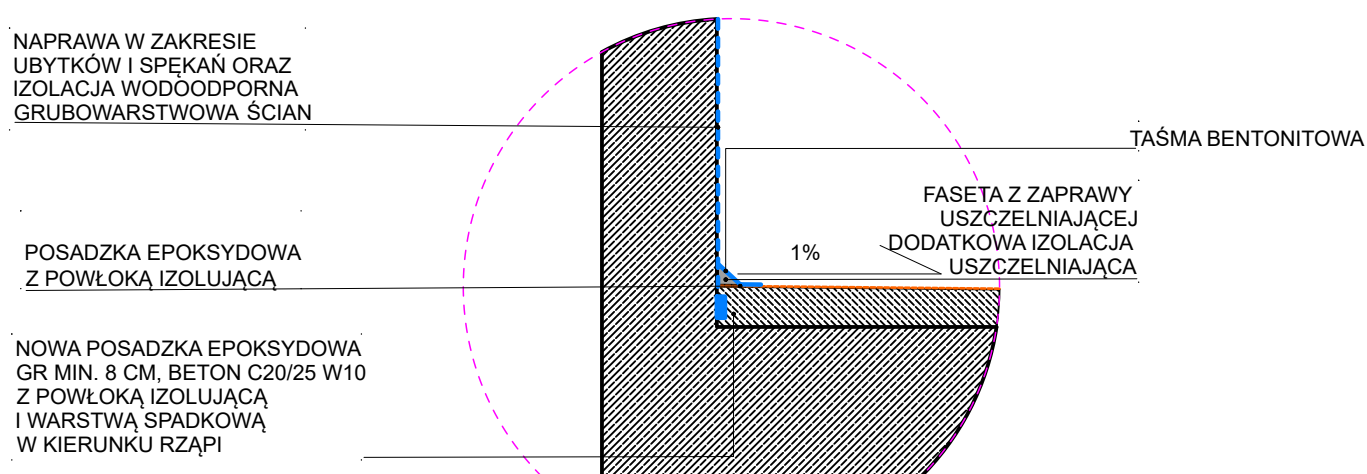 NAPRAWA W ZAKRESIE
UBYTKÓW I SPĘKAŃ ORAZ
IZOLACJA WODOODPORNA
GRUBOWARSTWOWA ŚCIAN
TAŚMA BENTONITOWA
FASETA Z ZAPRAWY
USZCZELNIAJĄCEJ
DODATKOWA IZOLACJA
USZCZELNIAJĄCA
1%
POSADZKA EPOKSYDOWA
Z POWŁOKĄ IZOLUJĄCĄ
NOWA POSADZKA EPOKSYDOWA
GR MIN. 8 CM, BETON C20/25 W10
Z POWŁOKĄ IZOLUJĄCĄ
I WARSTWĄ SPADKOWĄ
W KIERUNKU RZĄPI